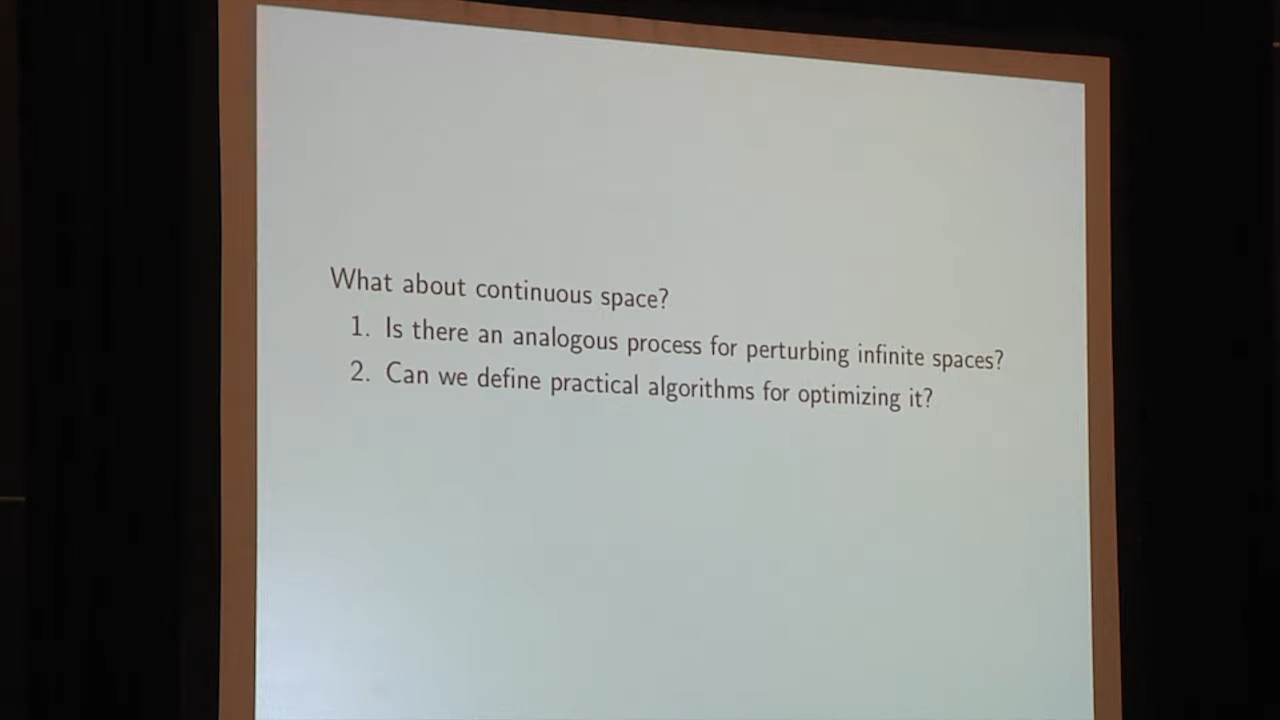 What about continuous space?
1. Is there an analogous process for perturbing infinite spaces?
2. Can we define practical algorithms for optimizing it?